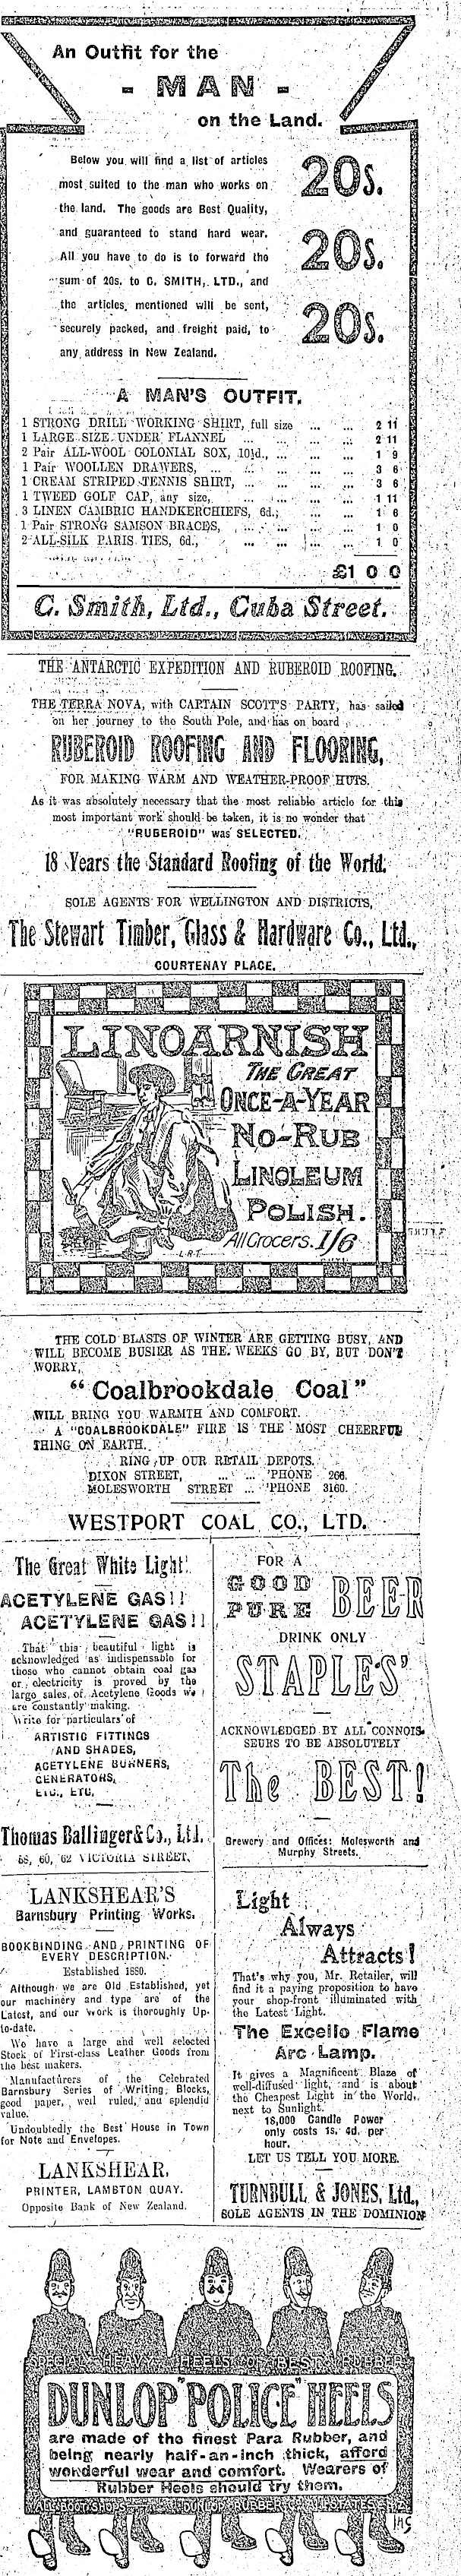 An Outfit for the
- MAN -
on the Land.
Below you will find a list of articles
most suited to the man who works on
the land. The goods are Best Quality,
and guaranteed to stand hard wear.
All you have to do is to forward the
sum of 20s. to C. SMITH, LTD., and
the articles mentioned will be sent,
securely packed, and freight paid, to
any address in New Zealand.
20s.
20s.
20s.
A MAN'S OUTFIT.
1 STRONG DRILL WORKING SHIRT, full size ... ... 2 11
1 LARGE SIZE UNDER FLANNEL ... ... ... ... 2 11
2 Pair ALL-WOOL COLONIAL SOX, 10½d., ... ... ... 1 9
1 Pair WOOLLEN DRAWERS, ... ... ... ... ... 3 6
1 CREAM STRIPED TENNIS SHIRT, ... ... ... ... 3 6
1 TWEED GOLF CAP, any size, ... ... ... ... 1 11
3 LINEN CAMBRIC HANDKERCHIEFS, 6d.; ... ... ... 1 6
1 Pair STRONG SAMSON BRACES, ... ... ... ... 1 0
2 ALL-SILK PARIS TIES, 6d., ... ... ... ... 1 0
£1 0 0
C. Smith, Ltd., Cuba Street.
THE ANTARCTIC EXPEDITION AND RUBEROID ROOFING.
THE TERRA NOVA, with CAPTAIN SCOTT'S PARTY, has sailed
on her journey to the South Pole, and has on board
RUBEROID ROOFING AND FLOORING,
FOR MAKING WARM AND WEATHER-PROOF HUTS.
As it was absolutely necessary that the most reliable article for this
most important work should be taken, it is no wonder that
"RUBEROID" was SELECTED.
18 Years the Standard Roofing of the World.
SOLE AGENTS FOR WELLINGTON AND DISTRICTS,
The Stewart Timber, Glass & Hardware Co., Ltd.,
COURTENAY PLACE.
LINOARNISH
THE GREAT
ONCE-A-YEAR
NO-RUB
LINOLEUM
POLISH.
All Grocers. 1/6
L.R.T.
THE COLD BLASTS OF WINTER ARE GETTING BUSY, AND
WILL BECOME BUSIER AS THE WEEKS GO BY, BUT DON'T
WORRY,
"Coalbrookdale Coal"
WILL BRING YOU WARMTH AND COMFORT.
A "COALBROOKDALE" FIRE IS THE MOST CHEERFUL
THING ON EARTH.
RING UP OUR RETAIL DEPOTS.
DIXON STREET, ... ... 'PHONE 266.
MOLESWORTH STREET ... 'PHONE 3160.
WESTPORT COAL CO., LTD.
The Great White Light!
ACETYLENE GAS!!
ACETYLENE GAS!!
That this beautiful light is
acknowledged as indispensable for
those who cannot obtain coal gas
or electricity is proved by the
large sales of Acetylene Goods we
are constantly making.
Write for particulars of
ARTISTIC FITTINGS
AND SHADES,
ACETYLENE BURNERS,
GENERATORS,
ETC., ETC.
Thomas Ballinger & Co., Ltd.
58, 60, 62 VICTORIA STREET.
FOR A
GOOD
PURE
BEER
DRINK ONLY
STAPLES'
ACKNOWLEDGED BY ALL CONNOIS-
SEURS TO BE ABSOLUTELY
The BEST!
Brewery and Offices: Molesworth and
Murphy Streets.
LANKSHEAR'S
Barnsbury Printing Works.
BOOKBINDING AND PRINTING OF
EVERY DESCRIPTION.
Established 1880.
Although we are Old Established, yet
our machinery and type are of the
Latest, and our work is thoroughly Up-
to-date.
We have a large and well selected
Stock of First-class Leather Goods from
the best makers.
Manufacturers of the Celebrated
Barnsbury Series of Writing Blocks,
good paper, well ruled, and splendid
value.
Undoubtedly the Best House in Town
for Note and Envelopes.
LANKSHEAR,
PRINTER, LAMBTON QUAY.
Opposite Bank of New Zealand.
Light
Always
Attracts!
That's why you, Mr. Retailer, will
find it a paying proposition to have
your shop-front illuminated with
the Latest Light.
The Excello Flame
Arc Lamp.
It gives a Magnificent Blaze of
well-diffused light, and is about
the Cheapest Light in the World,
next to Sunlight.
18,000 Candle Power
only costs 1s. 4d. per
hour.
LET US TELL YOU MORE.
TURNBULL & JONES, Ltd.,
SOLE AGENTS IN THE DOMINION
SPECIAL HEAVY HEELS OF BEST RUBBER
DUNLOP "POLICE" HEELS
are made of the finest Para Rubber, and
being nearly half-an-inch thick, afford
wonderful wear and comfort. Wearers of
Rubber Heels should try them.
ALL BOOT SHOPS DUNLOP RUBBER ALL STATES & N.Z.